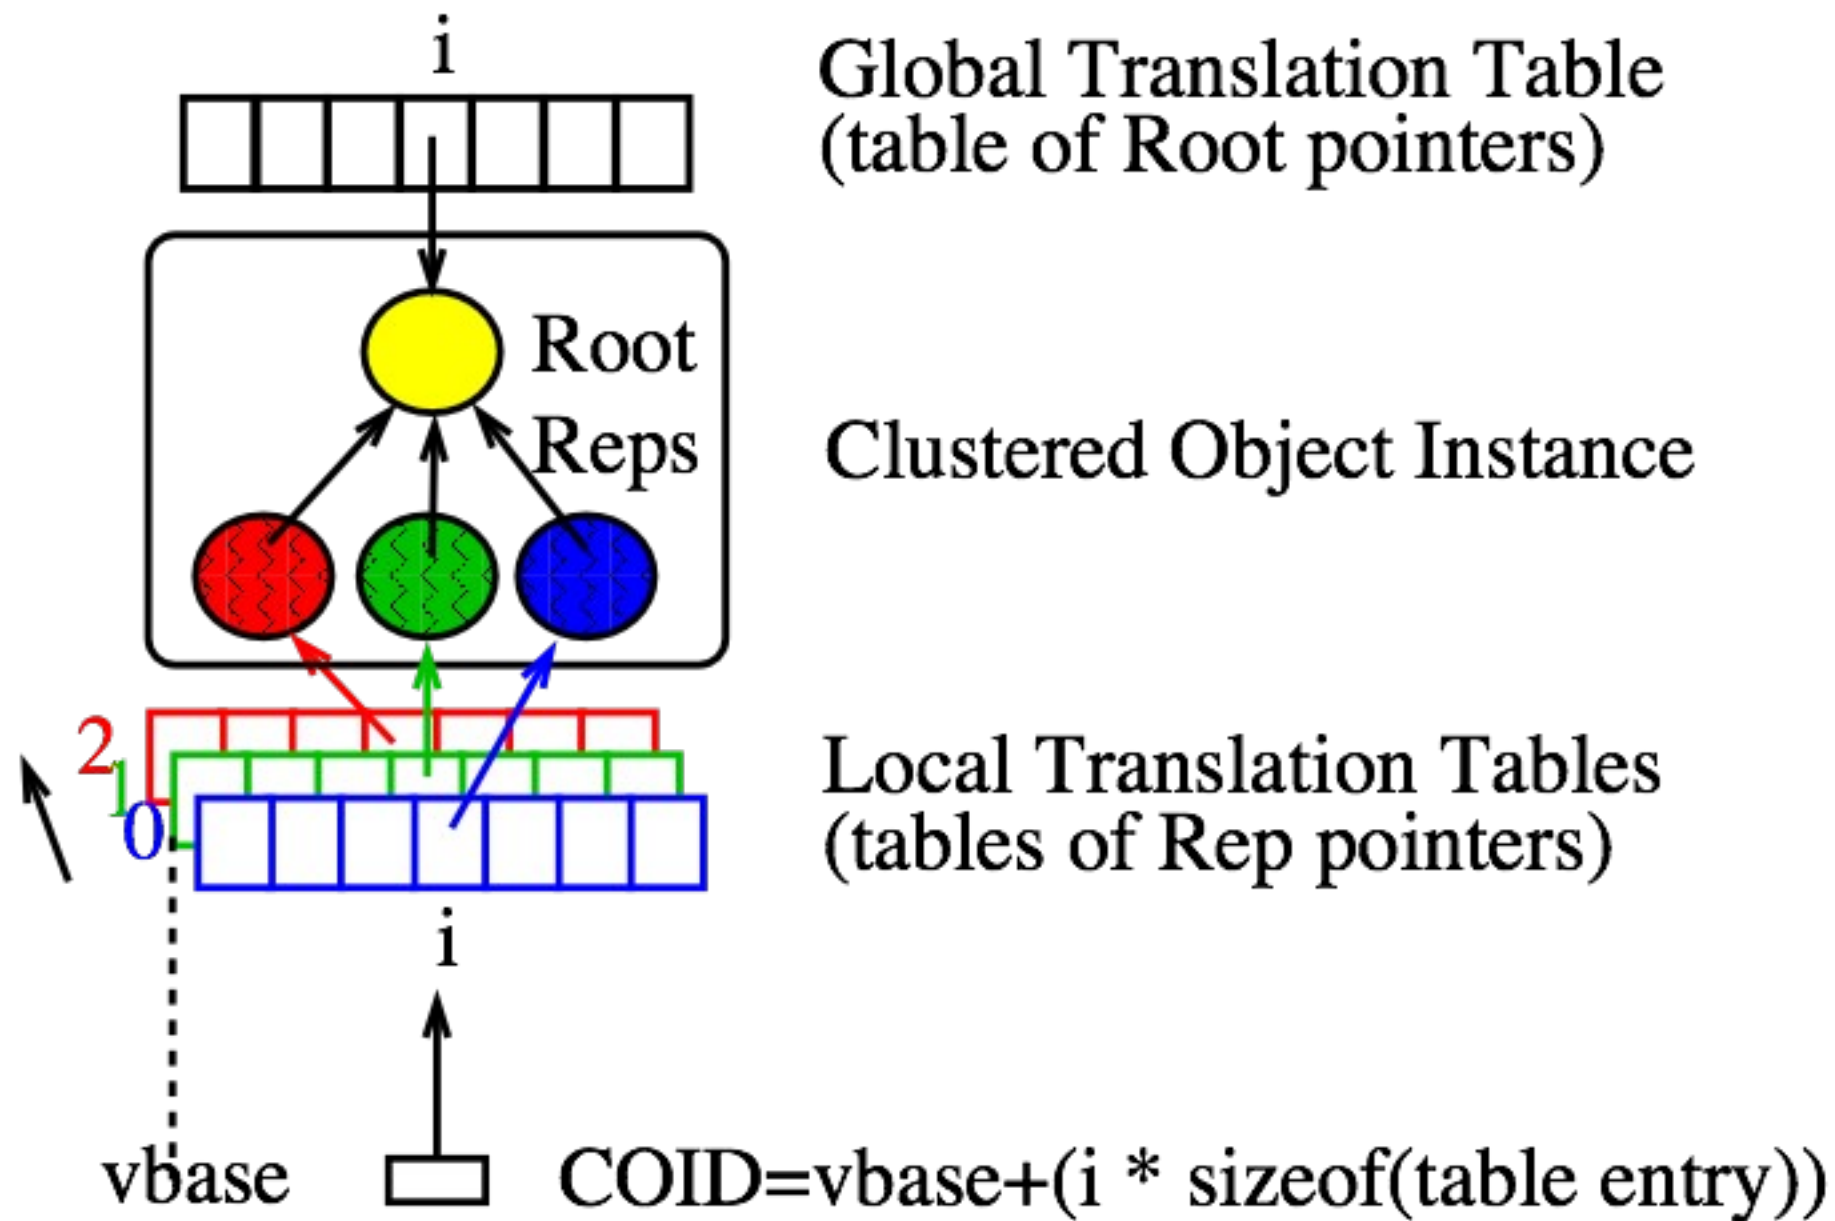 i
Global Translation Table
(table of Root pointers)
Root
Reps
Clustered Object Instance
2
1
0
Local Translation Tables
(tables of Rep pointers)
i
vbase
COID=vbase+(i * sizeof(table entry))